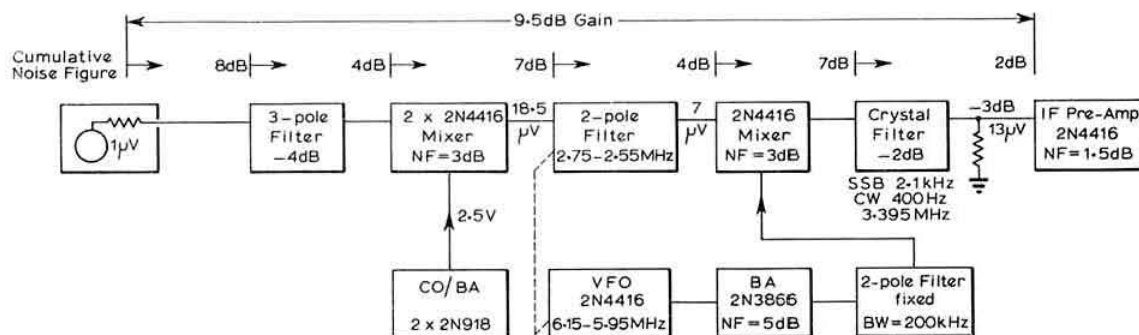 9·5dB Gain
Cumulative
Noise Figure
8dB
4dB
7dB
4dB
7dB
2dB
1μV
3-pole
Filter
−4dB
2 x 2N4416
Mixer
NF=3dB
18·5
μV
2-pole
Filter
2·75-2·55MHz
7
μV
2N4416
Mixer
NF=3dB
Crystal
Filter
−2dB
SSB 2·1kHz
CW 400Hz
3·395MHz
−3dB
13μV
IF Pre-Amp
2N4416
NF=1·5dB
2·5V
CO/BA
2 x 2N918
VFO
2N4416
6·15-5·95MHz
BA
2N3866
NF=5dB
2-pole Filter
fixed
BW=200kHz